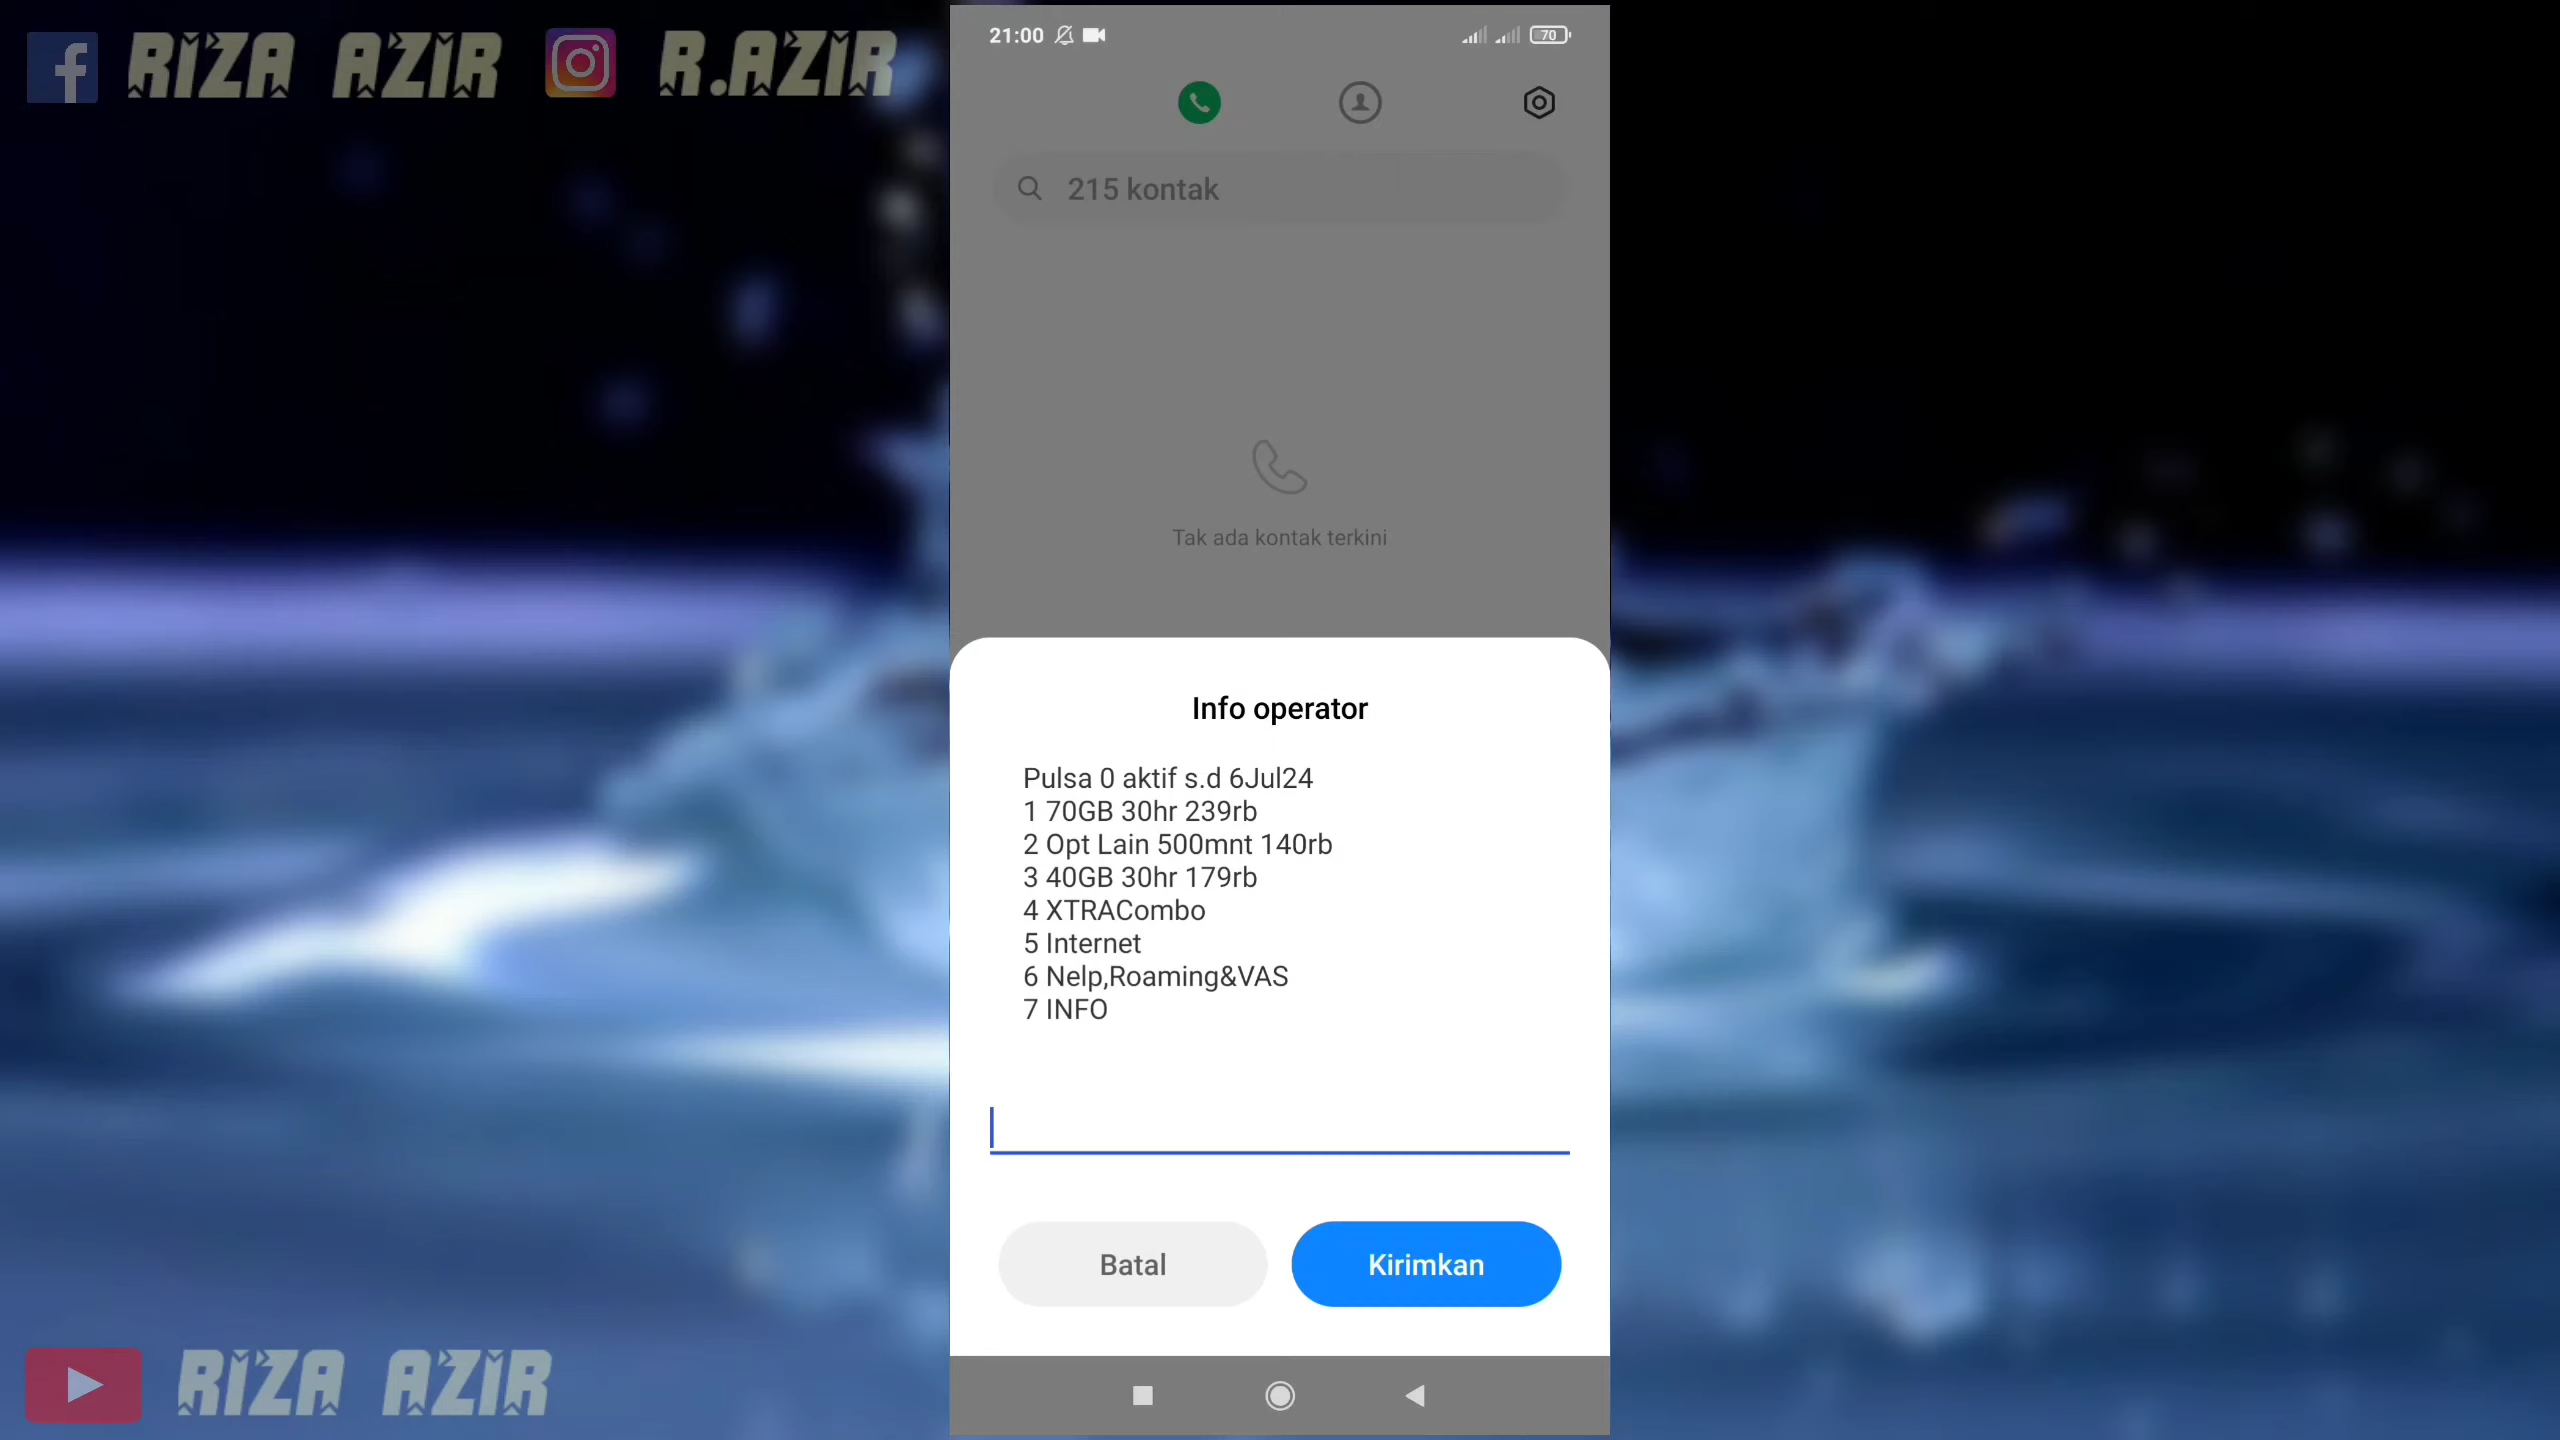 RIZA AZIR
R.AZIR
21:00
70
215 kontak
Tak ada kontak terkini
Info operator
Pulsa 0 aktif s.d 6Jul24
1 70GB 30hr 239rb
2 Opt Lain 500mnt 140rb
3 40GB 30hr 179rb
4 XTRACombo
5 Internet
6 Nelp,Roaming&VAS
7 INFO
Batal
Kirimkan
RIZA AZIR